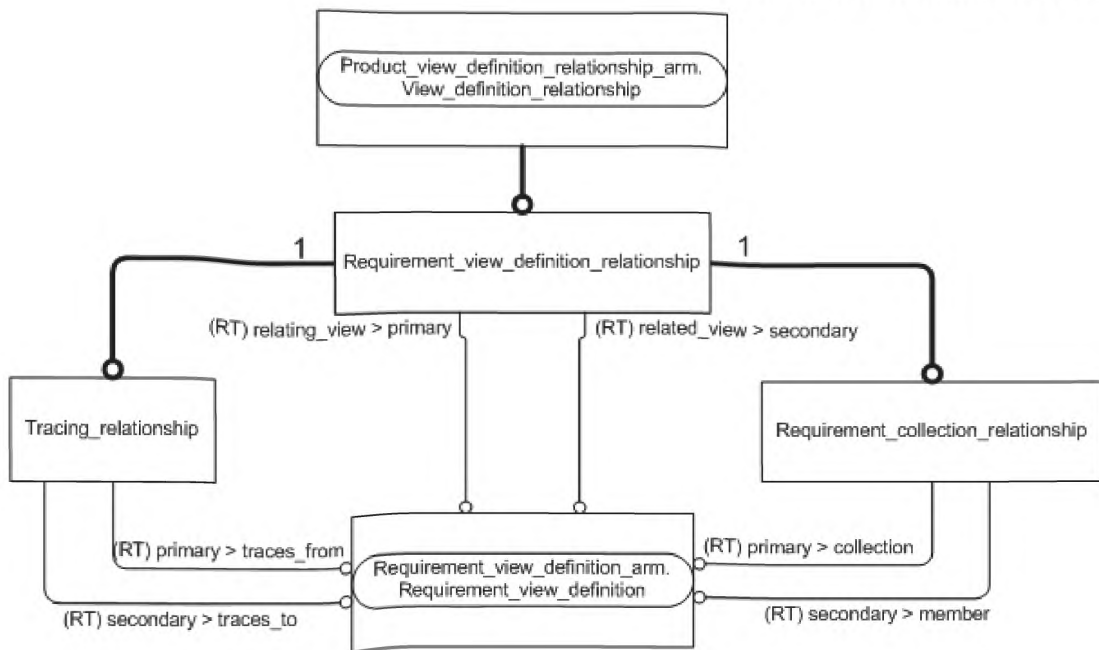 Product_view_definition_relationship_arm.
View_definition_relationship
1
1
Requirement_view_definition_relationship
(RT) relating_view > primary
(RT) related_view > secondary
Tracing_relationship
Requirement_collection_relationship
(RT) primary > traces_from
(RT) primary > collection
Requirement_view_definition_arm.
Requirement_view_definition
(RT) secondary > traces_to
(RT) secondary > member